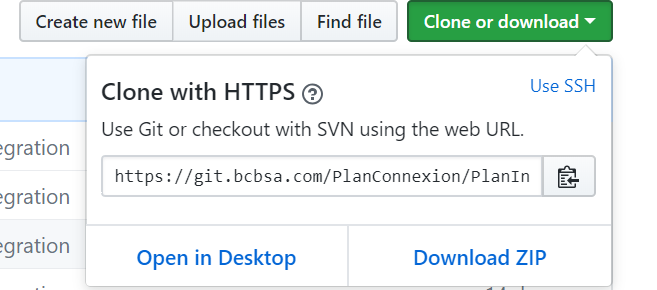 Create new file Upload files Find file Clone or download
Clone with HTTPS
Use SSH
Use Git or checkout with SVN using the web URL.
egration
https://git.bcbsa.com/PlanConnexion/PlanIn
egration
egration
Open in Desktop Download ZIP